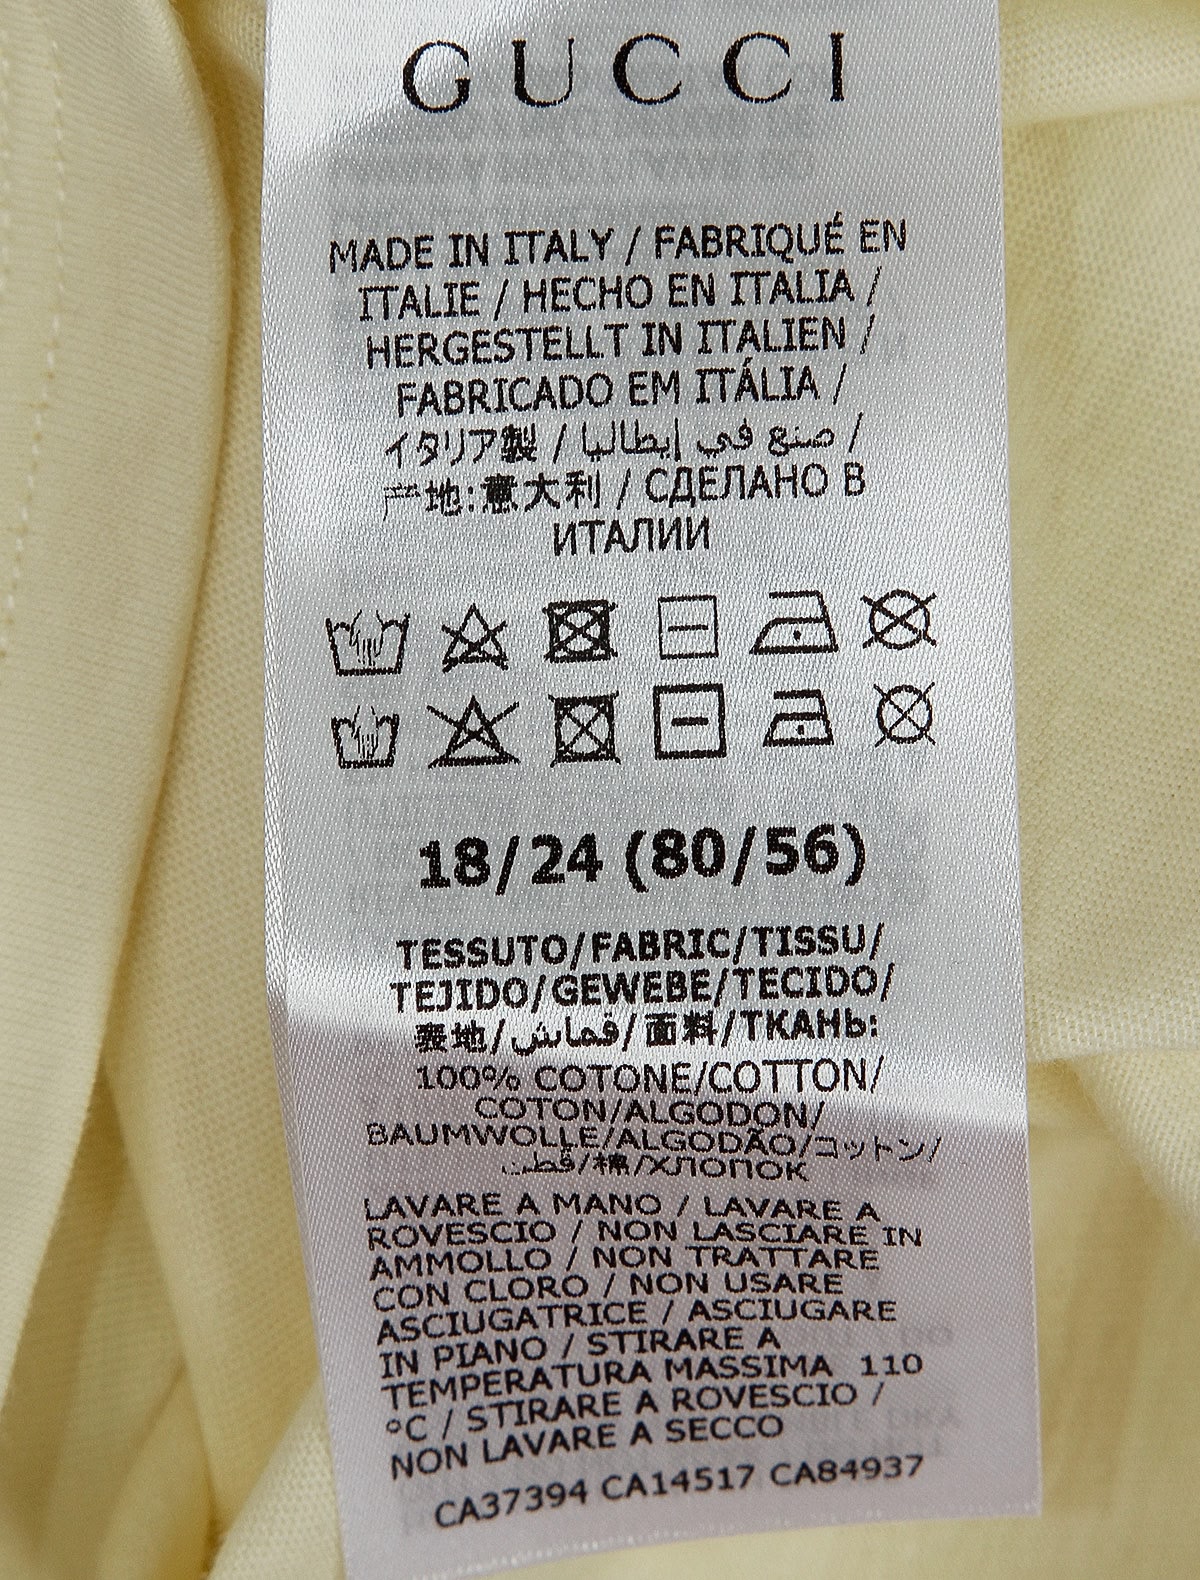 GUCCI
MADE IN ITALY / FABRIQUÉ EN
ITALIE / HECHO EN ITALIA /
HERGESTELLT IN ITALIEN /
FABRICADO EM ITÁLIA /
イタリア製 / صنع في إيطاليا /
产地:意大利 / СДЕЛАНО В
ИТАЛИИ
18/24 (80/56)
TESSUTO/FABRIC/TISSU/
TEJIDO/GEWEBE/TECIDO/
表地/قماش/面料/ТКАНЬ:
100% COTONE/COTTON/
COTON/ALGODON/
BAUMWOLLE/ALGODÃO/コットン/
قطن/棉/ХЛОПОК
LAVARE A MANO / LAVARE A
ROVESCIO / NON LASCIARE IN
AMMOLLO / NON TRATTARE
CON CLORO / NON USARE
ASCIUGATRICE / ASCIUGARE
IN PIANO / STIRARE A
TEMPERATURA MASSIMA 110
°C / STIRARE A ROVESCIO /
NON LAVARE A SECCO
CA37394 CA14517 CA84937